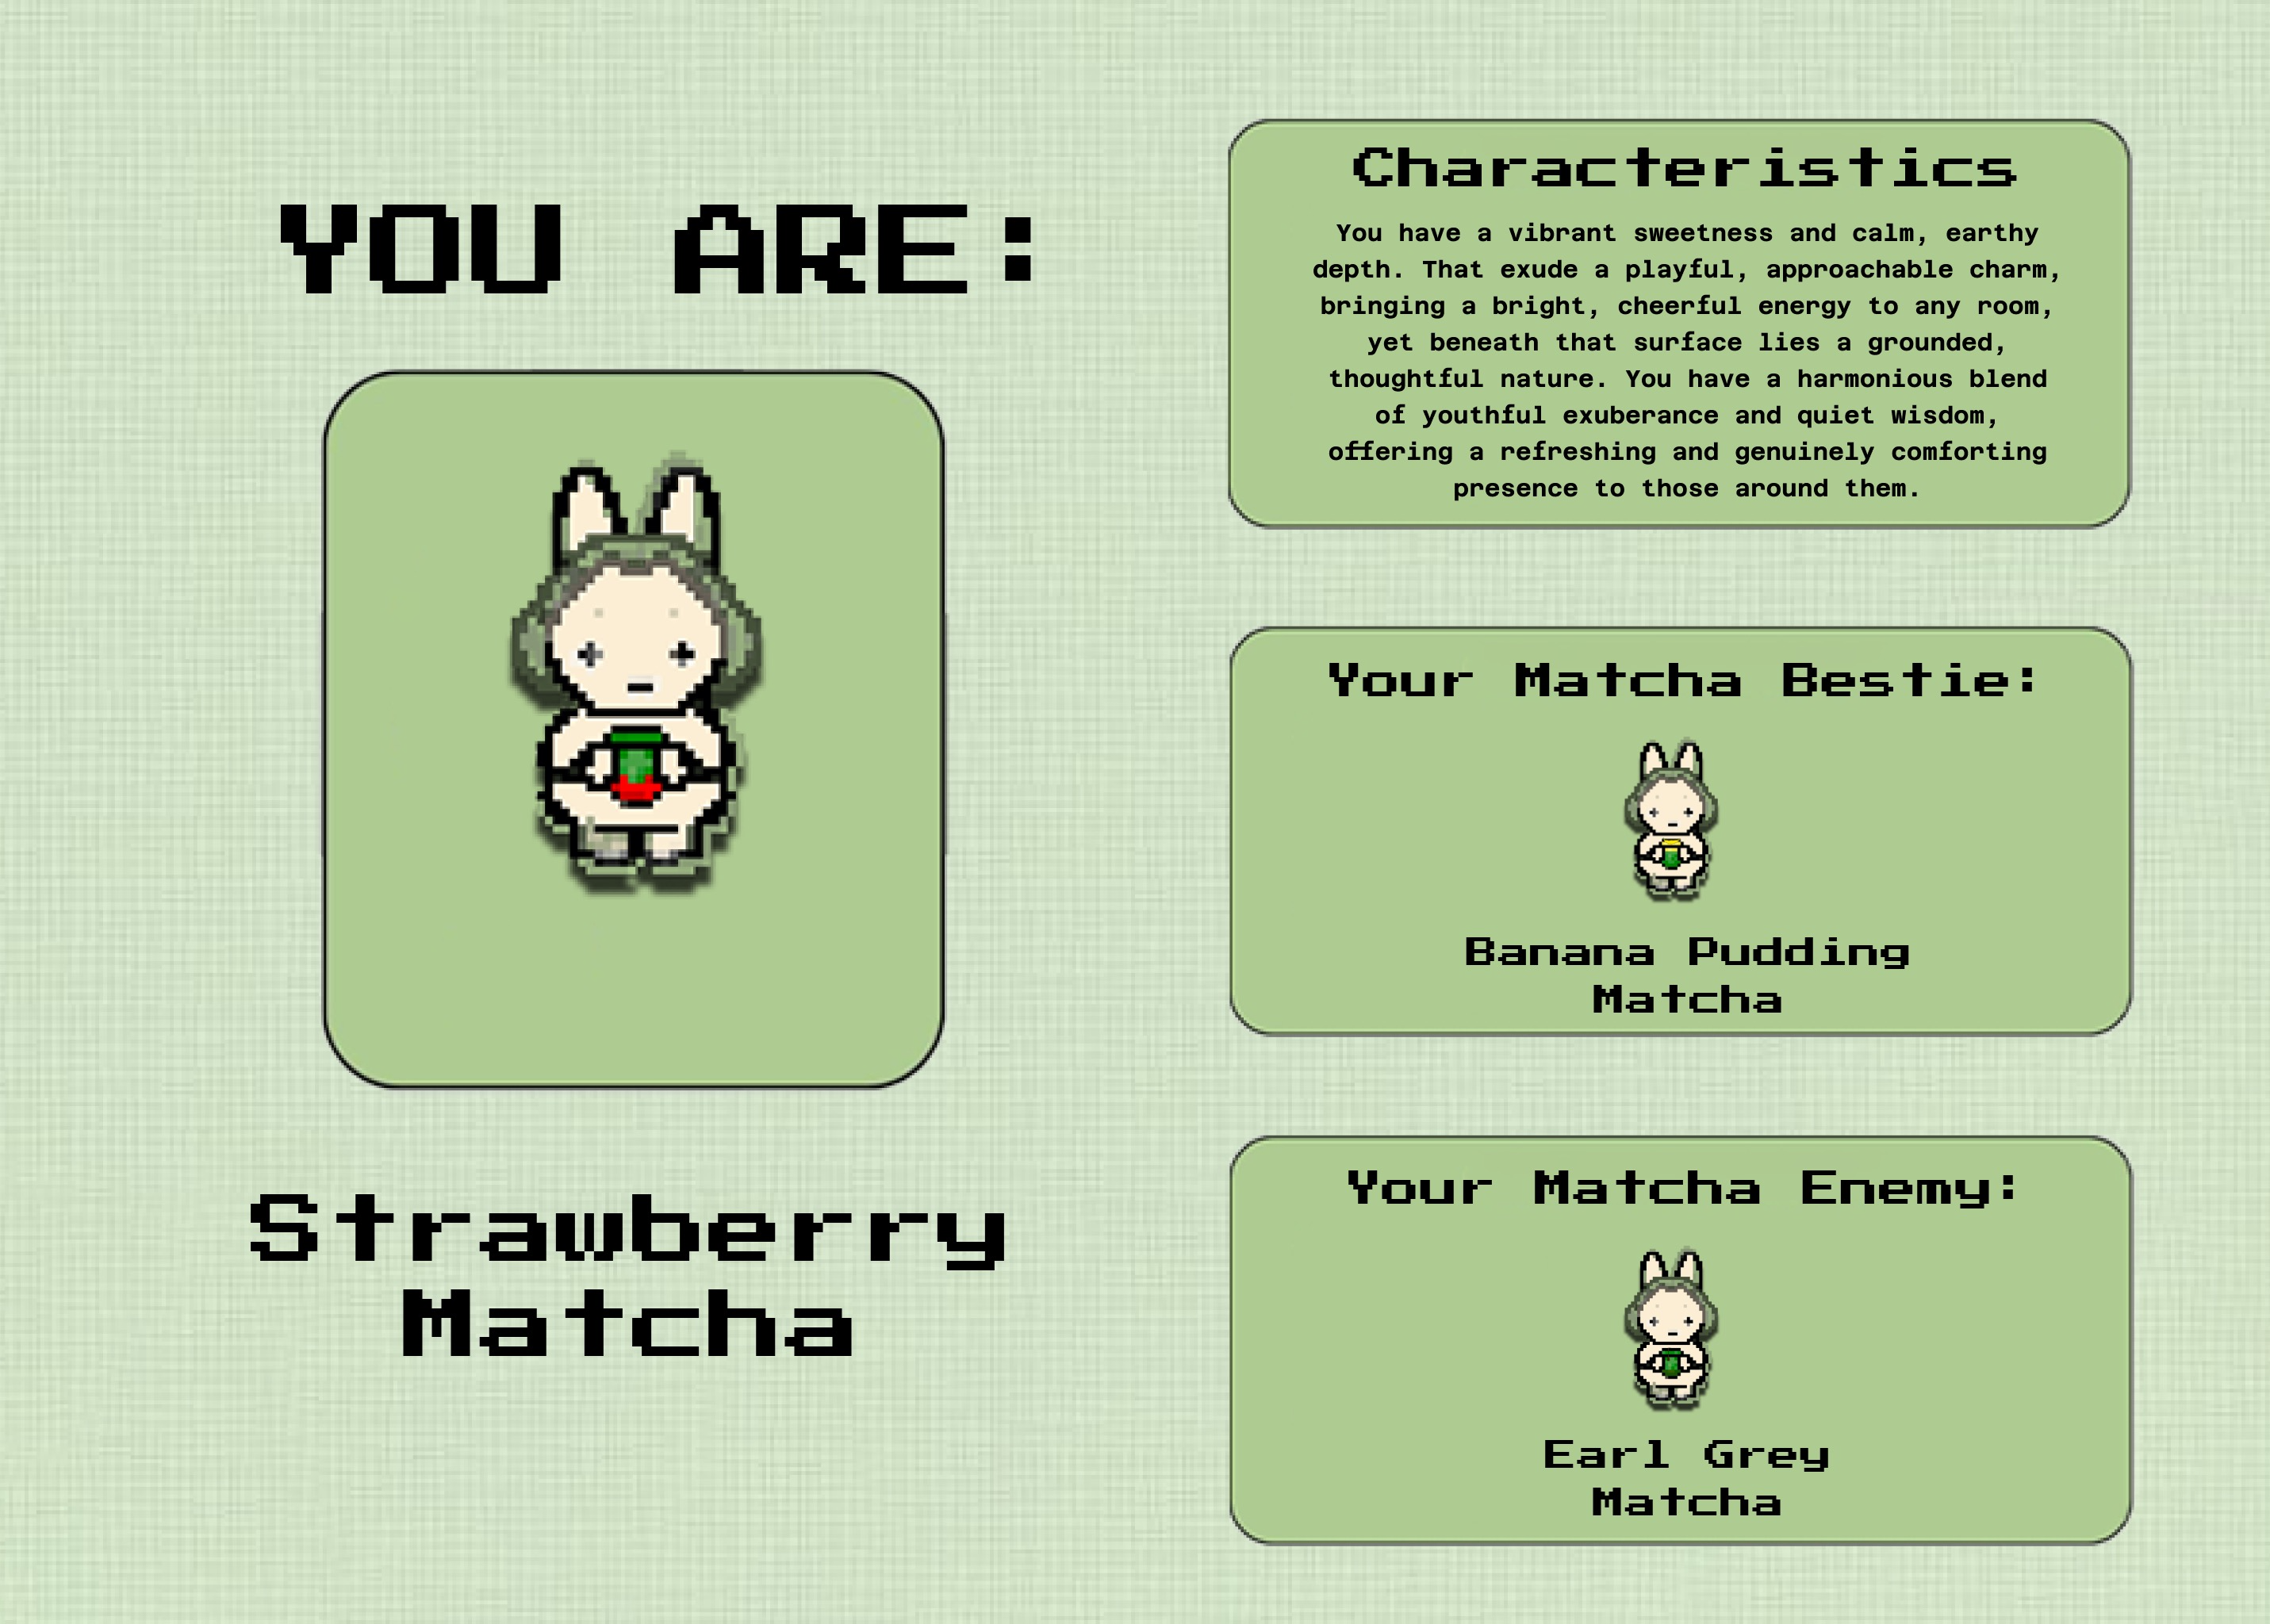 YOU ARE:
Strawberry
Matcha
Characteristics
You have a vibrant sweetness and calm, earthy
depth. That exude a playful, approachable charm,
bringing a bright, cheerful energy to any room,
yet beneath that surface lies a grounded,
thoughtful nature. You have a harmonious blend
of youthful exuberance and quiet wisdom,
offering a refreshing and genuinely comforting
presence to those around them.
Your Matcha Bestie:
Banana Pudding
Matcha
Your Matcha Enemy:
Earl Grey
Matcha